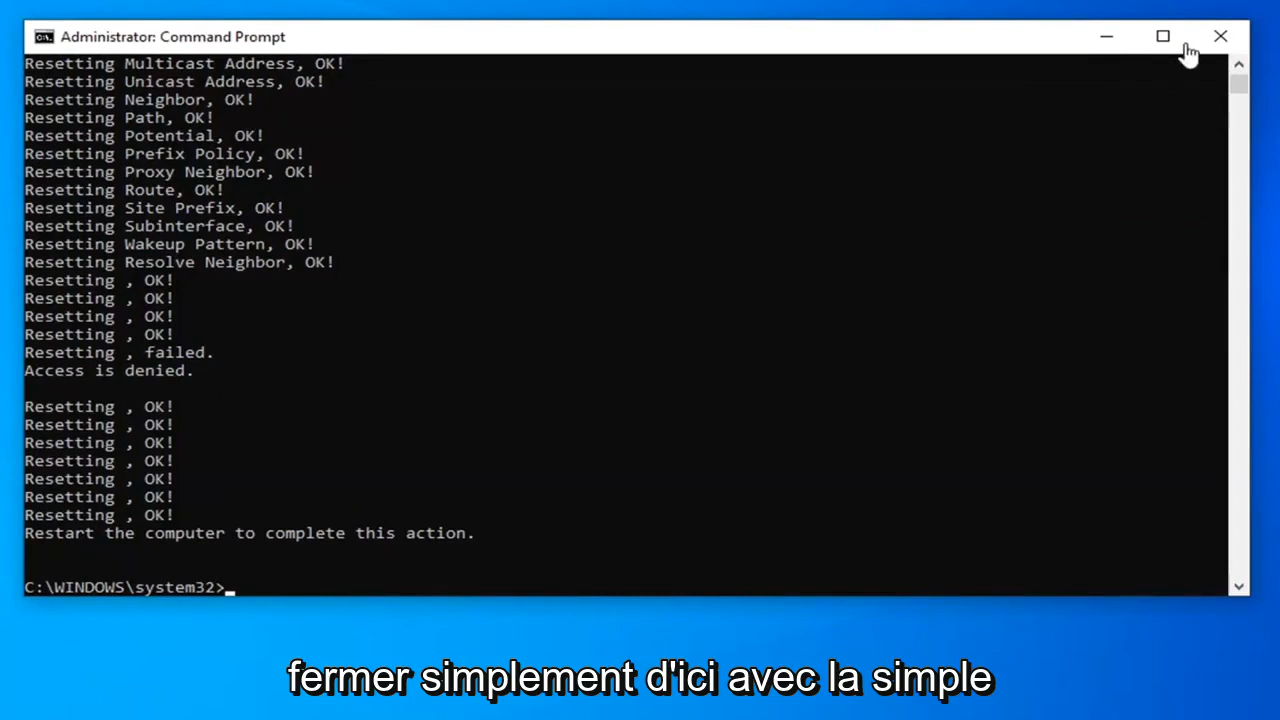 Administrator: Command Prompt
Resetting Multicast Address, OK!
Resetting Unicast Address, OK!
Resetting Neighbor, OK!
Resetting Path, OK!
Resetting Potential, OK!
Resetting Prefix Policy, OK!
Resetting Proxy Neighbor, OK!
Resetting Route, OK!
Resetting Site Prefix, OK!
Resetting Subinterface, OK!
Resetting Wakeup Pattern, OK!
Resetting Resolve Neighbor, OK!
Resetting , OK!
Resetting , OK!
Resetting , OK!
Resetting , OK!
Resetting , failed.
Access is denied.
Resetting , OK!
Resetting , OK!
Resetting , OK!
Resetting , OK!
Resetting , OK!
Resetting , OK!
Resetting , OK!
Restart the computer to complete this action.
C:\WINDOWS\system32>
fermer simplement d'ici avec la simple